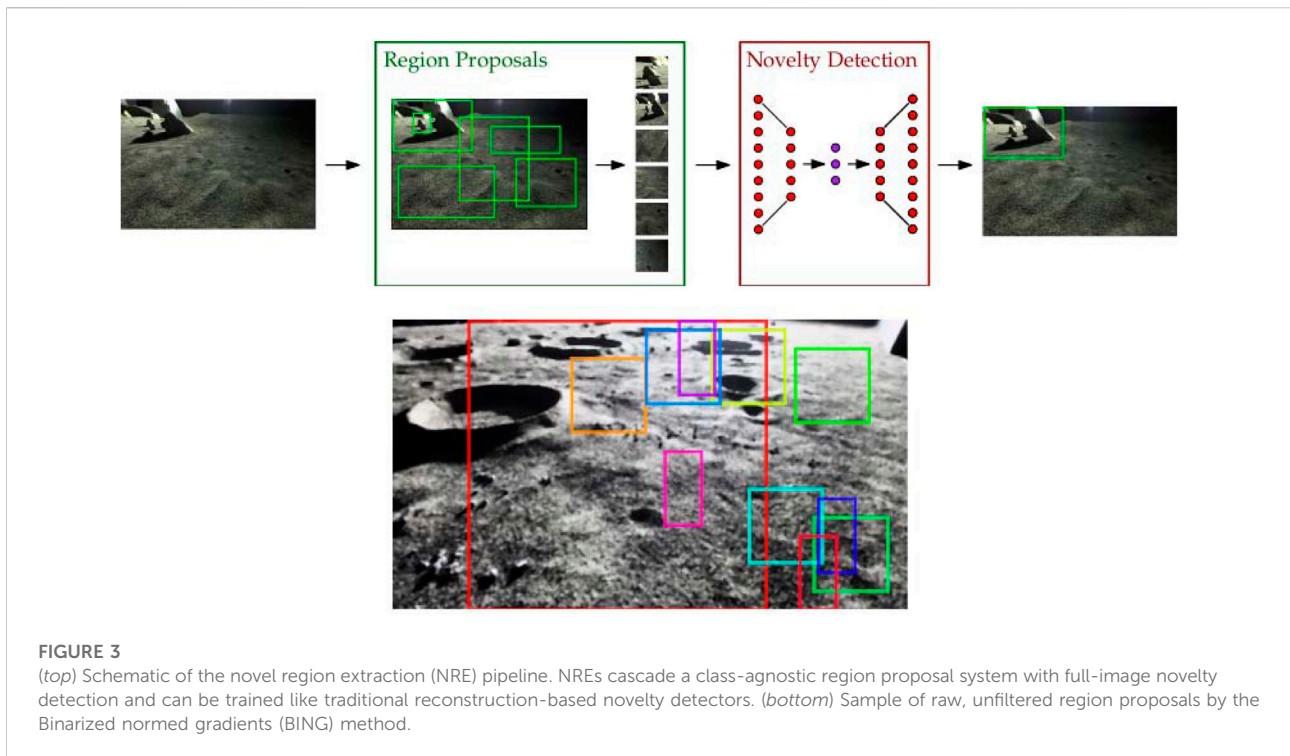 Region Proposals
Novelty Detection
FIGURE 3
(top) Schematic of the novel region extraction (NRE) pipeline. NREs cascade a class-agnostic region proposal system with full-image novelty
detection and can be trained like traditional reconstruction-based novelty detectors. (bottom) Sample of raw, unfiltered region proposals by the
Binarized normed gradients (BING) method.